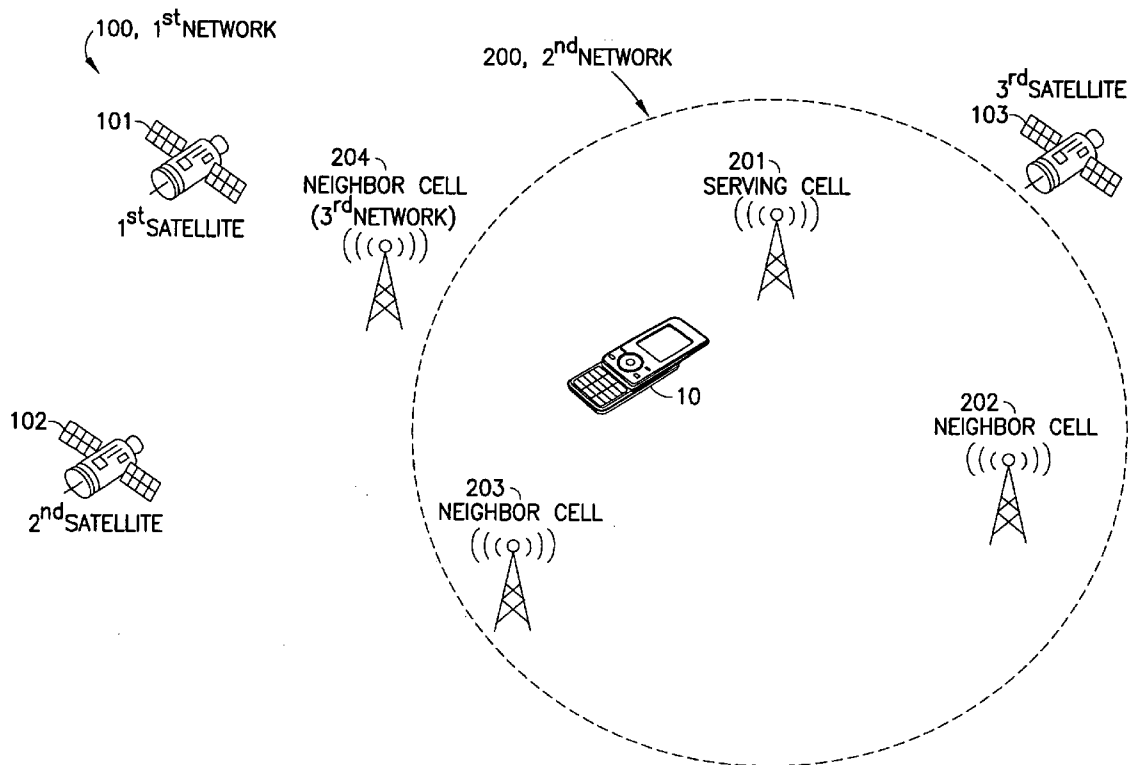 100, 1st NETWORK
200, 2nd NETWORK
3rd SATELLITE
103
101
1st SATELLITE
204
NEIGHBOR CELL
(3rd NETWORK)
201
SERVING CELL
10
102
2nd SATELLITE
202
NEIGHBOR CELL
203
NEIGHBOR CELL